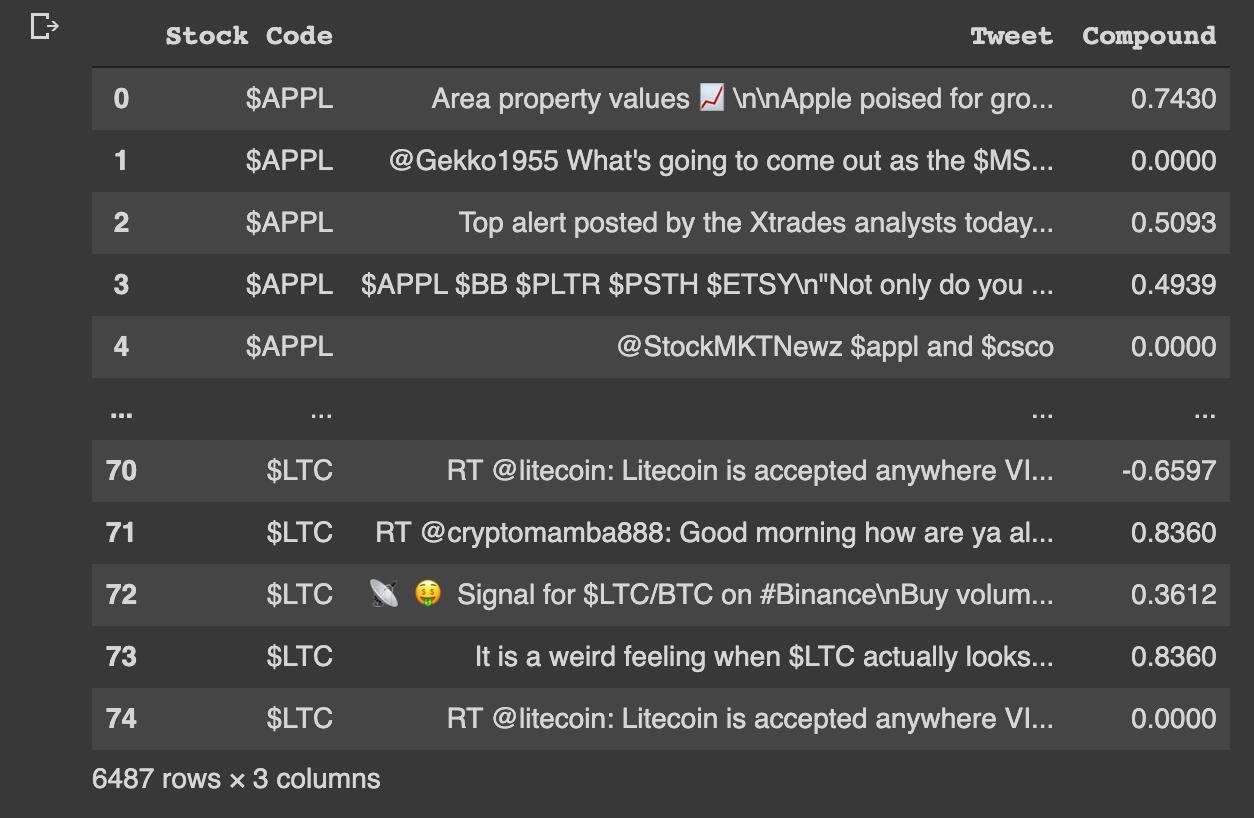 Stock Code Tweet Compound
0 $APPL Area property values 📈 \n\nApple poised for gro... 0.7430
1 $APPL @Gekko1955 What's going to come out as the $MS... 0.0000
2 $APPL Top alert posted by the Xtrades analysts today... 0.5093
3 $APPL $APPL $BB $PLTR $PSTH $ETSY\n"Not only do you ... 0.4939
4 $APPL @StockMKTNewz $appl and $csco 0.0000
... ... ... ...
70 $LTC RT @litecoin: Litecoin is accepted anywhere VI... -0.6597
71 $LTC RT @cryptomamba888: Good morning how are ya al... 0.8360
72 $LTC 📡 🤑 Signal for $LTC/BTC on #Binance\nBuy volum... 0.3612
73 $LTC It is a weird feeling when $LTC actually looks... 0.8360
74 $LTC RT @litecoin: Litecoin is accepted anywhere VI... 0.0000
6487 rows × 3 columns